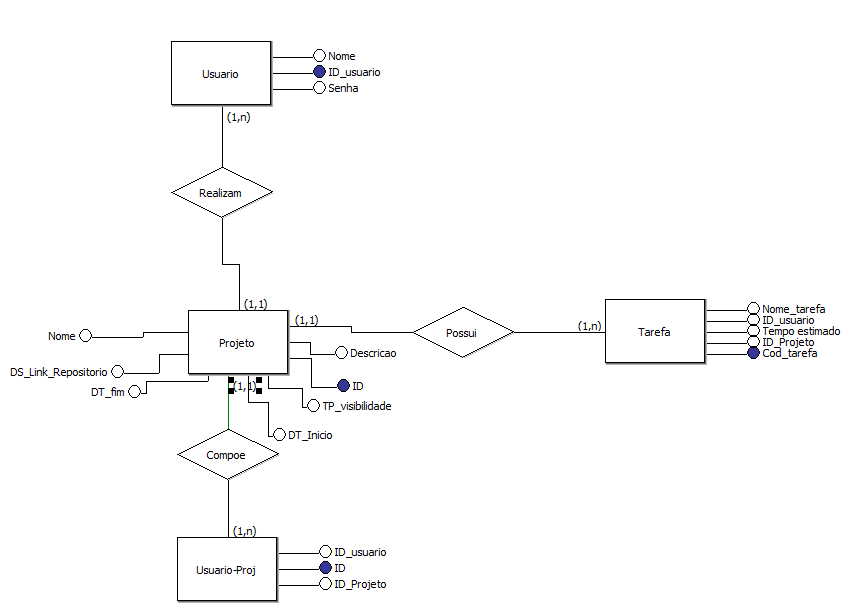 Usuario
Nome
ID_usuario
Senha
(1,n)
Realizam
(1,1)
Projeto
Nome
DS_Link_Repositorio
DT_fim
(1,1)
Possui
(1,n)
Tarefa
Nome_tarefa
ID_usuario
Tempo estimado
ID_Projeto
Cod_tarefa
Descricao
ID
TP_visibilidade
DT_Inicio
(1,1)
Compoe
(1,n)
Usuario-Proj
ID_usuario
ID
ID_Projeto